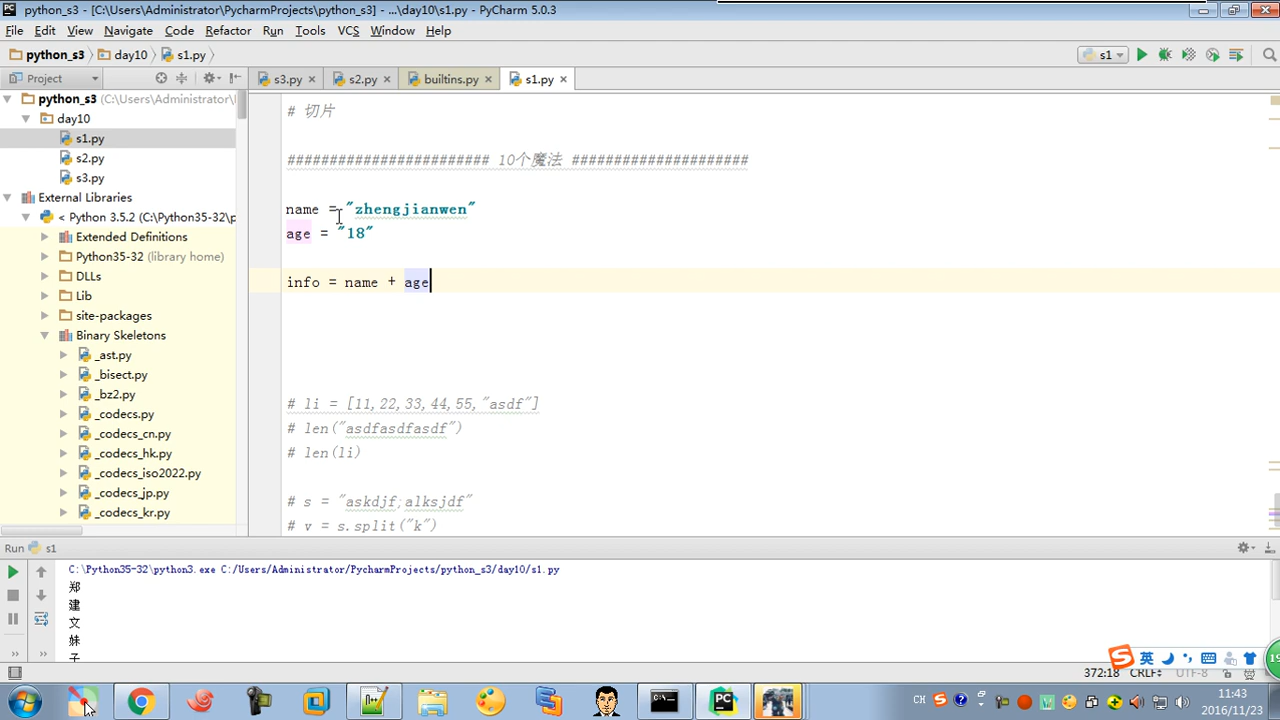 python_s3 - [C:\Users\Administrator\PycharmProjects\python_s3] - ...\day10\s1.py - PyCharm 5.0.3
File Edit View Navigate Code Refactor Run Tools VCS Window Help
python_s3 day10 s1.py s1
Project s3.py s2.py builtins.py s1.py
python_s3 (C:\Users\Administrator\
day10
s1.py
s2.py
s3.py
External Libraries
< Python 3.5.2 (C:\Python35-32\p
Extended Definitions
Python35-32 (library home)
DLLs
Lib
site-packages
Binary Skeletons
_ast.py
_bisect.py
_bz2.py
_codecs.py
_codecs_cn.py
_codecs_hk.py
_codecs_iso2022.py
_codecs_jp.py
_codecs_kr.py
# 切片
######################## 10个魔法 #####################
name = "zhengjianwen"
age = "18"
info = name + age
# li = [11,22,33,44,55,"asdf"]
# len("asdfasdfasdf")
# len(li)
# s = "askdjf;alksjdf"
# v = s.split("k")
Run s1
C:\Python35-32\python3.exe C:/Users/Administrator/PycharmProjects/python_s3/day10/s1.py
郑
建
文
妹
子
英
372:18 CRLF UTF-8
CH
11:43
2016/11/23